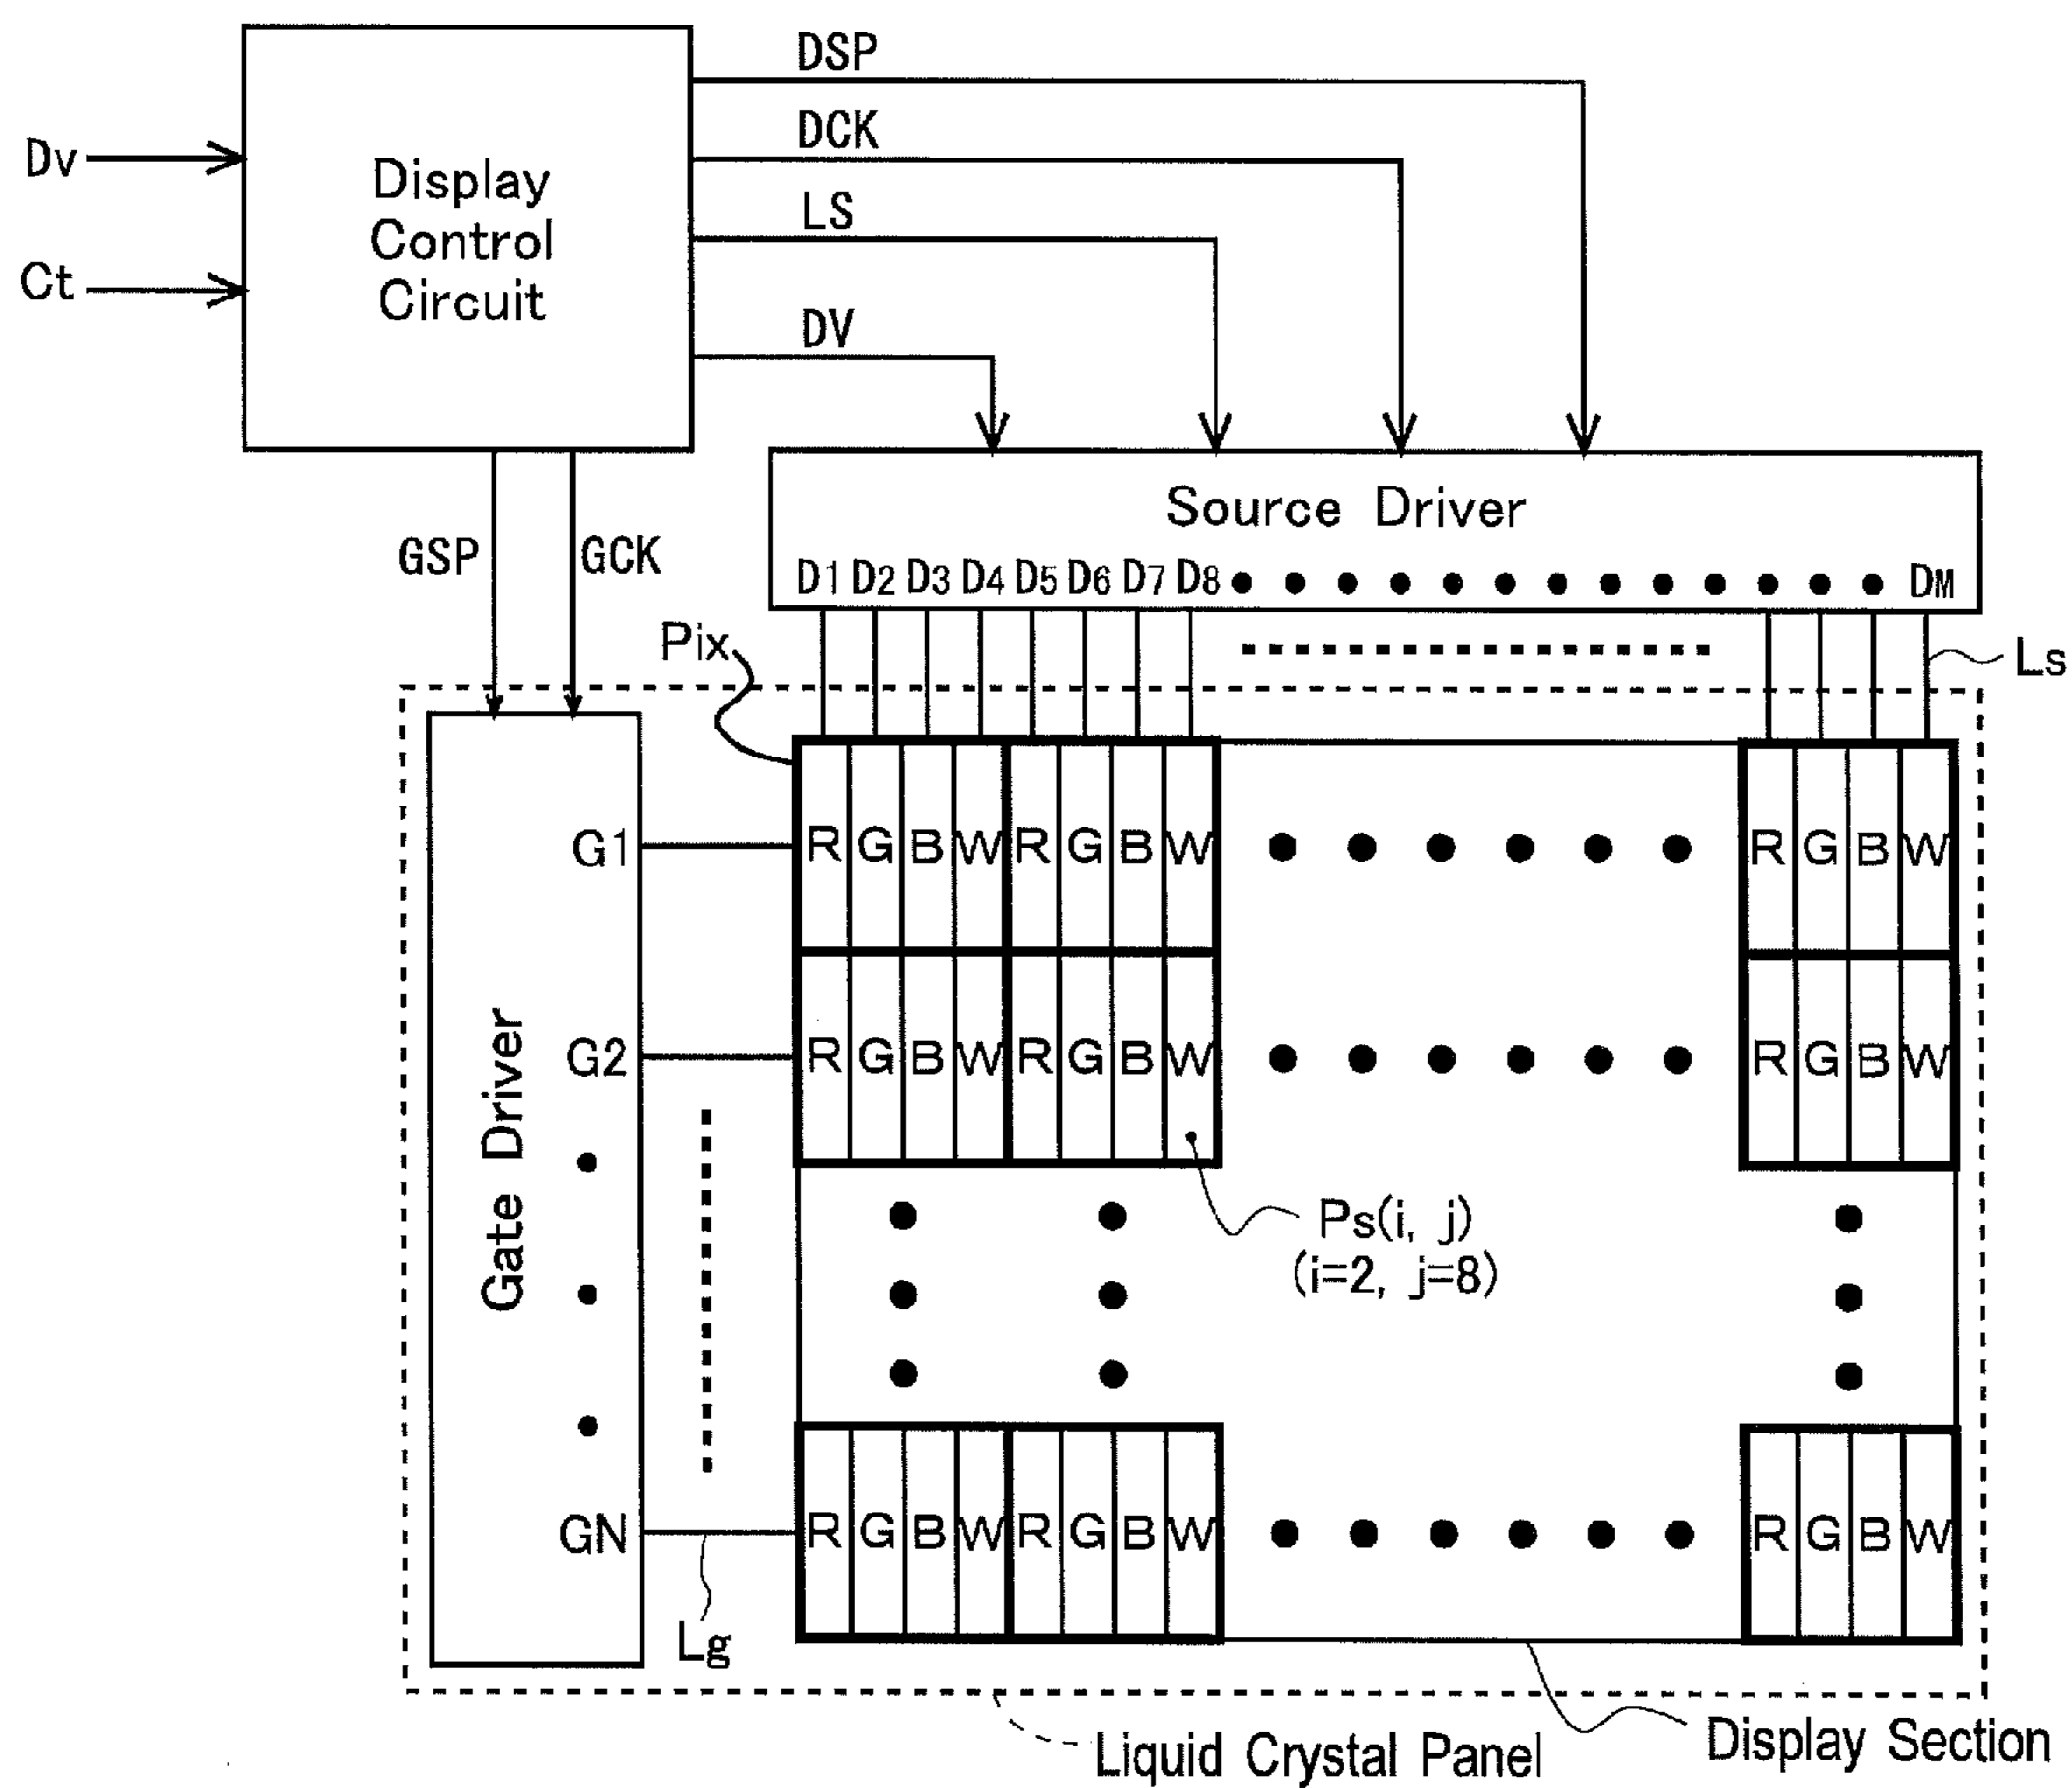 DSP
DCK
LS
DV
Dv
Ct
Display
Control
Circuit
GSP
GCK
Source Driver
D1 D2 D3 D4 D5 D6 D7 D8 DM
Pix
Ls
Gate Driver
G1
R G B W R G B W R G B W
G2
R G B W R G B W R G B W
Ps(i, j)
(i=2, j=8)
GN
R G B W R G B W R G B W
Lg
Display Section
Liquid Crystal Panel